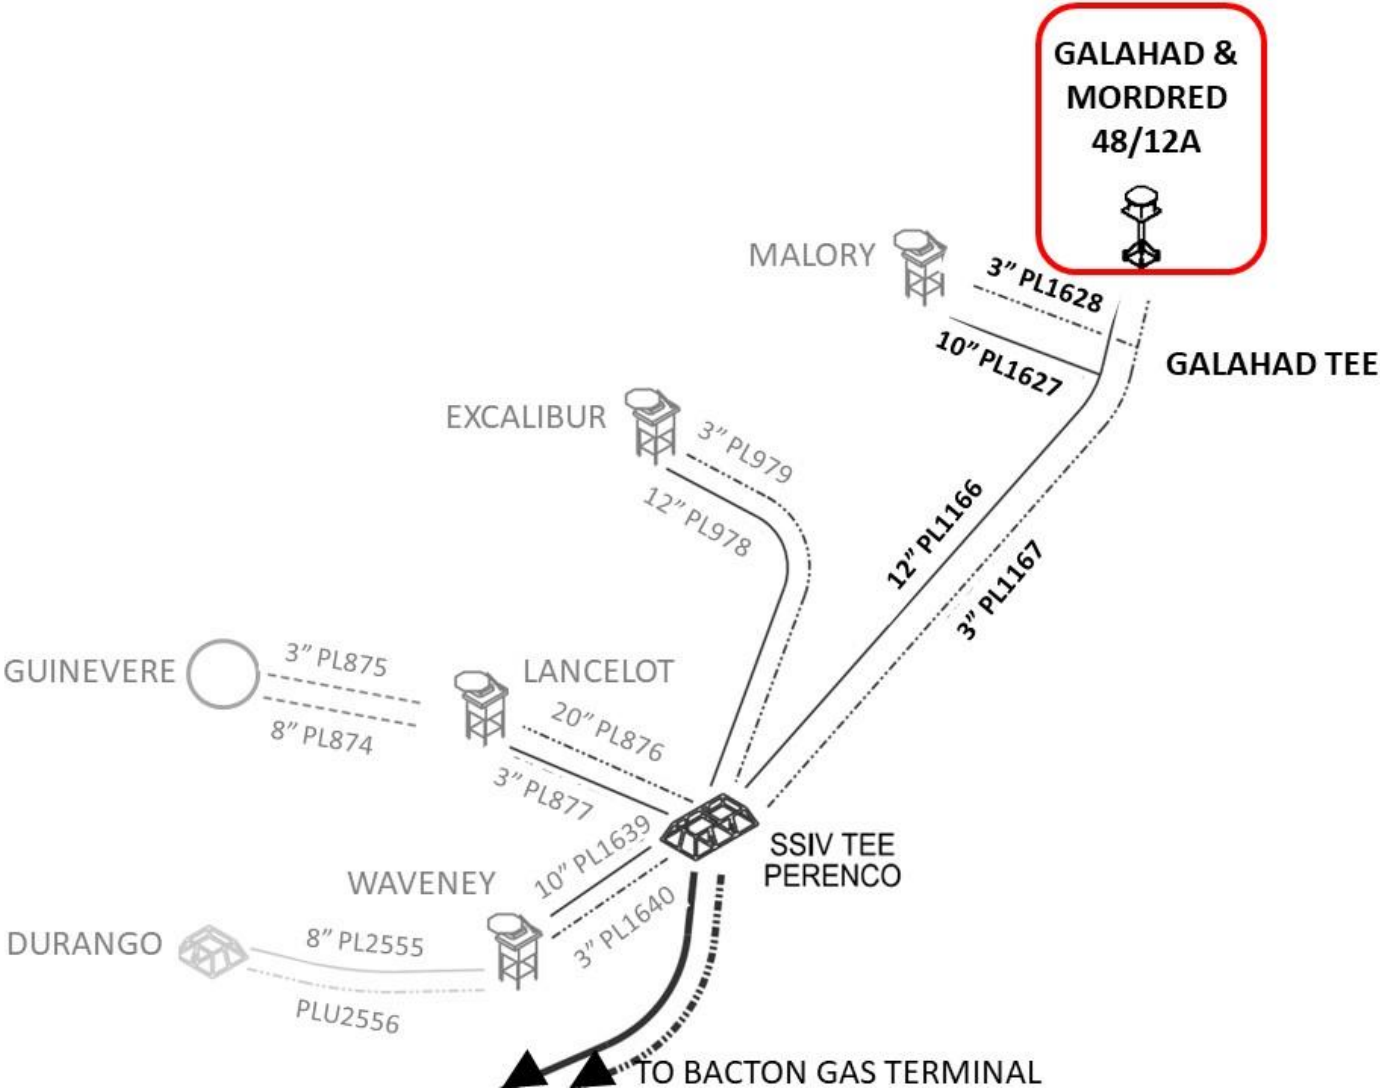 GALAHAD &
MORDRED
48/12A
MALORY
3” PL1628
10” PL1627
GALAHAD TEE
EXCALIBUR
3” PL979
12” PL978
12” PL1166
3” PL1167
GUINEVERE
3” PL875
8” PL874
LANCELOT
20” PL876
3” PL877
SSIV TEE
PERENCO
10” PL1639
WAVENEY
3” PL1640
DURANGO
8” PL2555
PLU2556
TO BACTON GAS TERMINAL